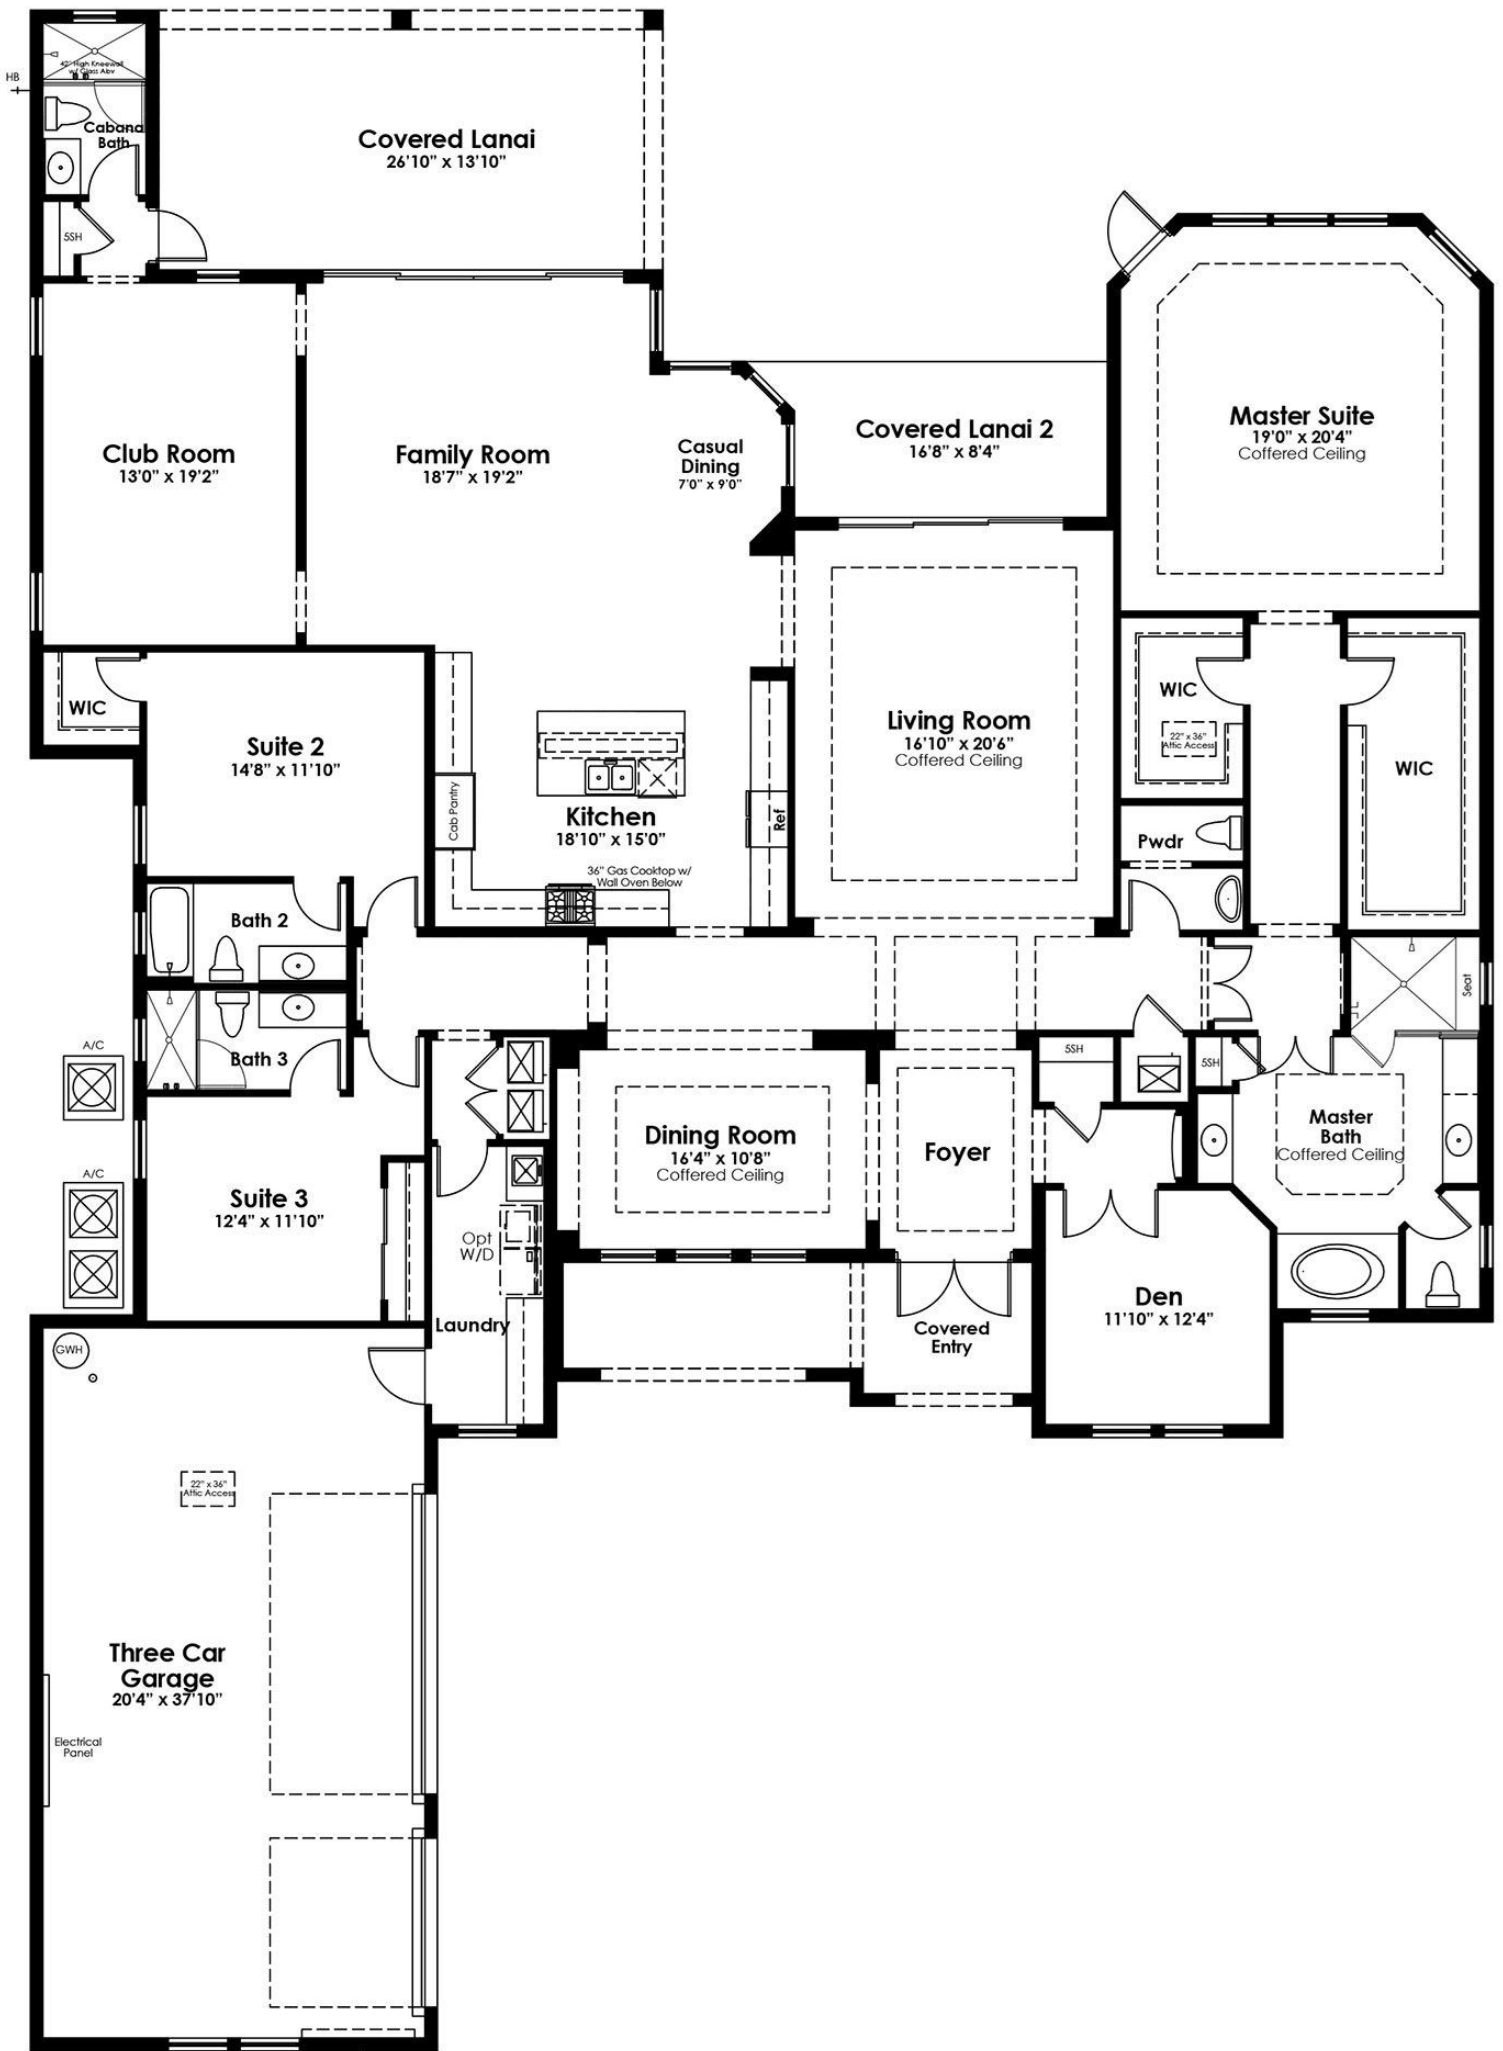 42" High Kneewall
w/ Glass Abv
HB
Cabana
Bath
5SH
Covered Lanai
26'10" x 13'10"
Club Room
13'0" x 19'2"
Family Room
18'7" x 19'2"
Casual
Dining
7'0" x 9'0"
Covered Lanai 2
16'8" x 8'4"
Master Suite
19'0" x 20'4"
Coffered Ceiling
WIC
Suite 2
14'8" x 11'10"
Cab Pantry
Kitchen
18'10" x 15'0"
Ref
36" Gas Cooktop w/
Wall Oven Below
Living Room
16'10" x 20'6"
Coffered Ceiling
WIC
22" x 36"
Attic Access
WIC
Pwdr
Bath 2
Bath 3
A/C
A/C
Suite 3
12'4" x 11'10"
Opt
W/D
Laundry
Dining Room
16'4" x 10'8"
Coffered Ceiling
Foyer
5SH
5SH
Seat
Master
Bath
Coffered Ceiling
Covered
Entry
Den
11'10" x 12'4"
GWH
22" x 36"
Attic Access
Three Car
Garage
20'4" x 37'10"
Electrical
Panel